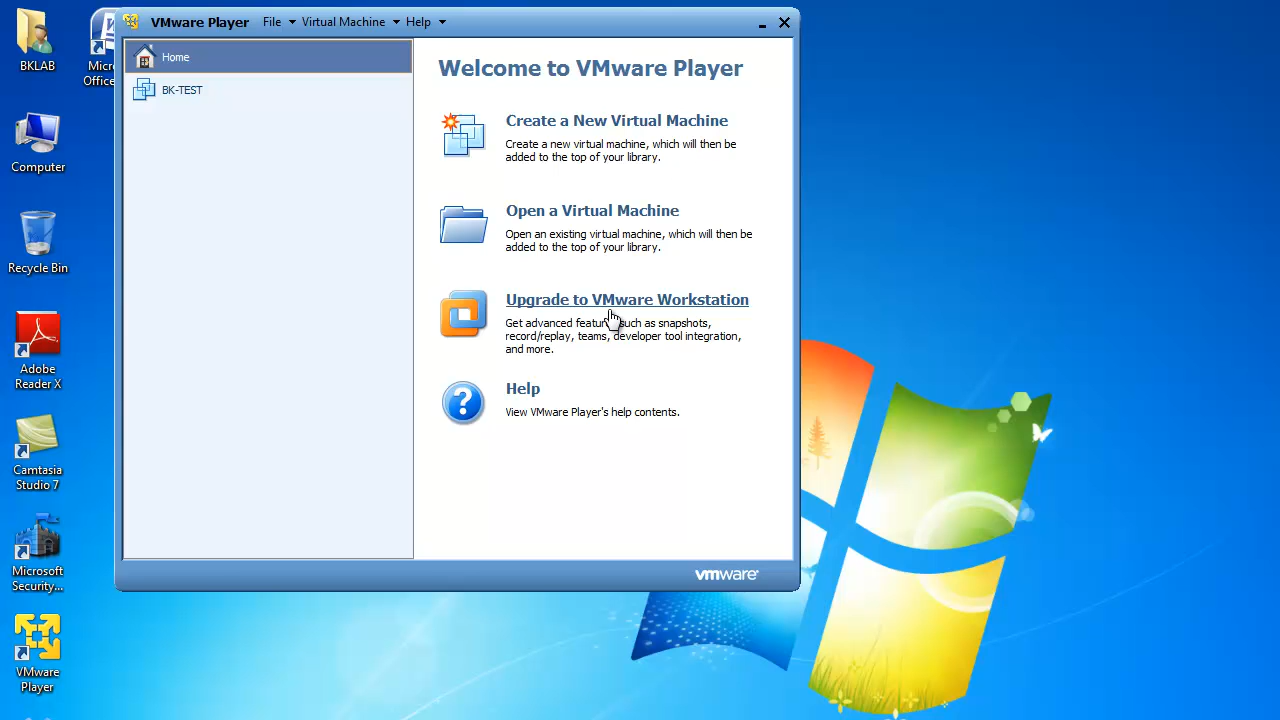 BKLAB
Micr
Office
Computer
Recycle Bin
Adobe
Reader X
Camtasia
Studio 7
Microsoft
Security...
VMware
Player
VMware Player File Virtual Machine Help
Home
BK-TEST
Welcome to VMware Player
Create a New Virtual Machine
Create a new virtual machine, which will then be
added to the top of your library.
Open a Virtual Machine
Open an existing virtual machine, which will then be
added to the top of your library.
Upgrade to VMware Workstation
Get advanced featur such as snapshots,
record/replay, teams, developer tool integration,
and more.
Help
View VMware Player's help contents.
vmware